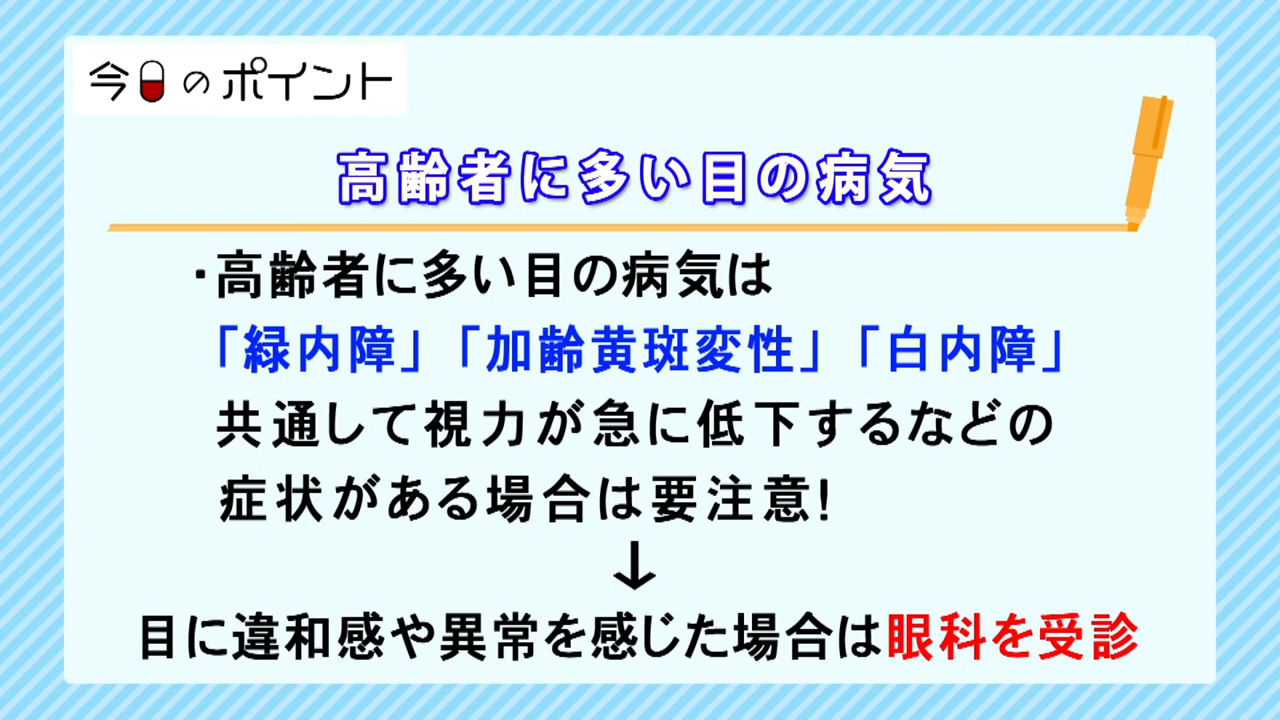 今日のポイント
高齢者に多い目の病気
・高齢者に多い目の病気は
「緑内障」「加齢黄斑変性」「白内障」
共通して視力が急に低下するなどの
症状がある場合は要注意!
↓
目に違和感や異常を感じた場合は眼科を受診